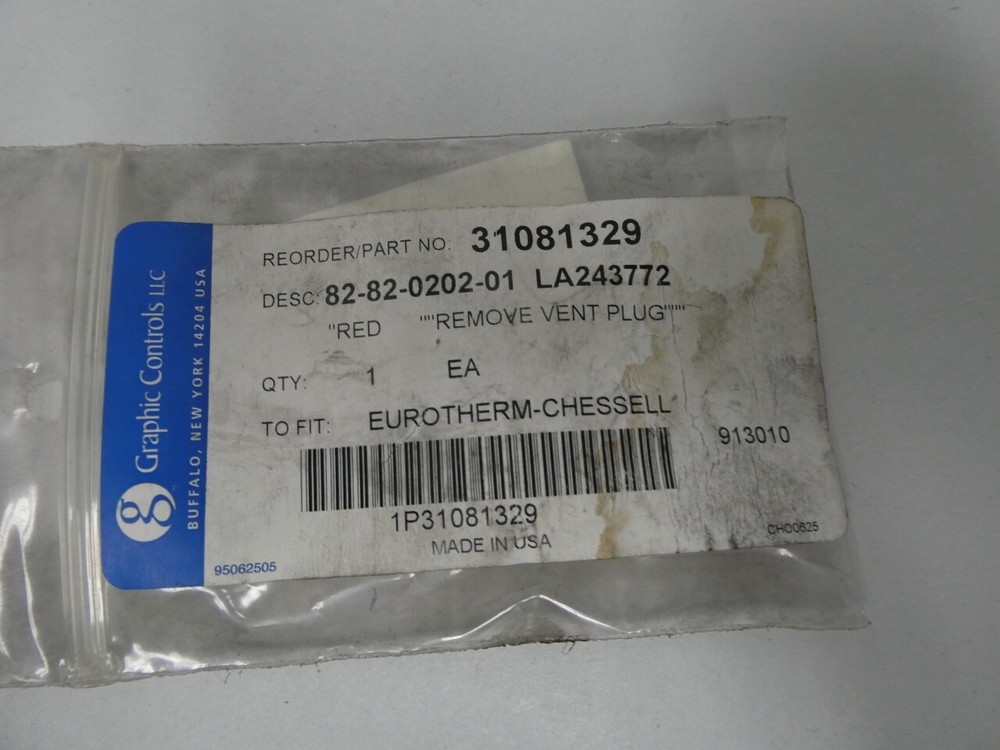 REORDER/PART NO: 31081329
DESC: 82-82-0202-01 LA243772
"RED ""REMOVE VENT PLUG"""
QTY: 1 EA
TO FIT: EUROTHERM-CHESSELL
913010
1P31081329
MADE IN USA
CHO0625
95062505
g Graphic Controls LLC
BUFFALO, NEW YORK 14204 USA